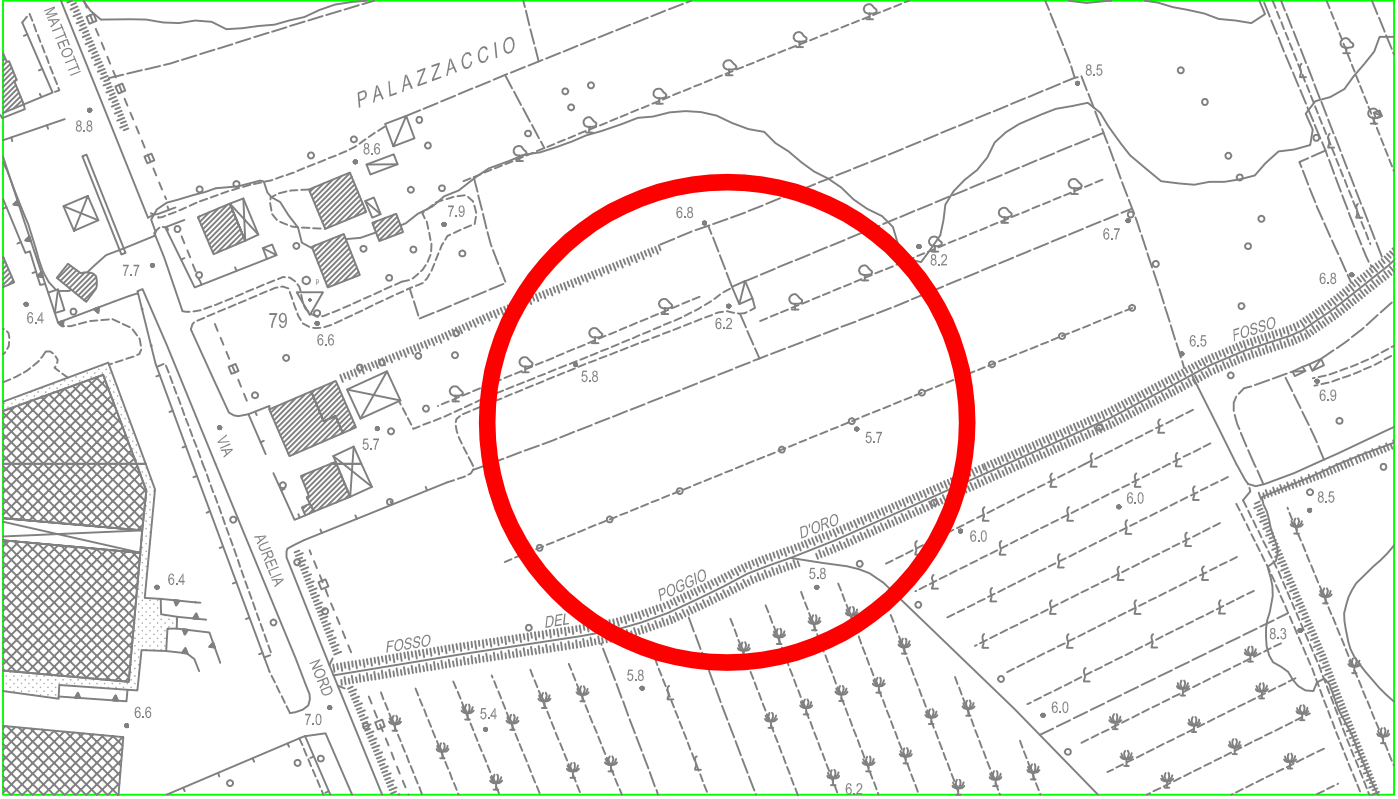 MATTEOTTI
PALAZZACCIO
8.5
8.8
8.6
7.9
6.8
6.7
8.2
7.7
6.8
6.4
79
P
6.6
6.2
6.5
FOSSO
5.8
6.9
VIA
5.7
5.7
8.5
6.0
AURELIA
D'ORO
6.0
6.4
POGGIO
5.8
DEL
FOSSO
8.3
NORD
5.8
6.0
5.4
7.0
6.6
6.2